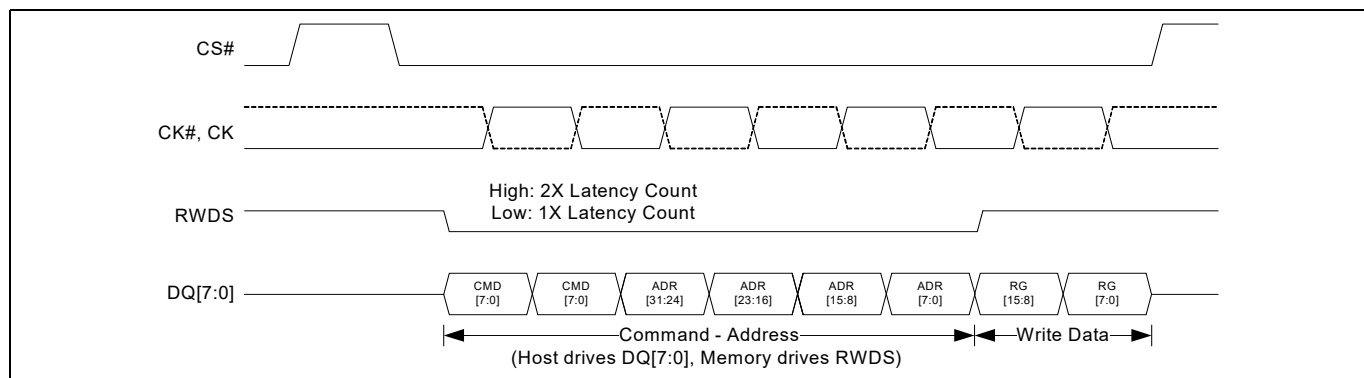 CS#
CK#, CK
High: 2X Latency Count
Low: 1X Latency Count
RWDS
DQ[7:0]
CMD [7:0] CMD [7:0] ADR [31:24] ADR [23:16] ADR [15:8] ADR [7:0] RG [15:8] RG [7:0]
Command - Address Write Data
(Host drives DQ[7:0], Memory drives RWDS)